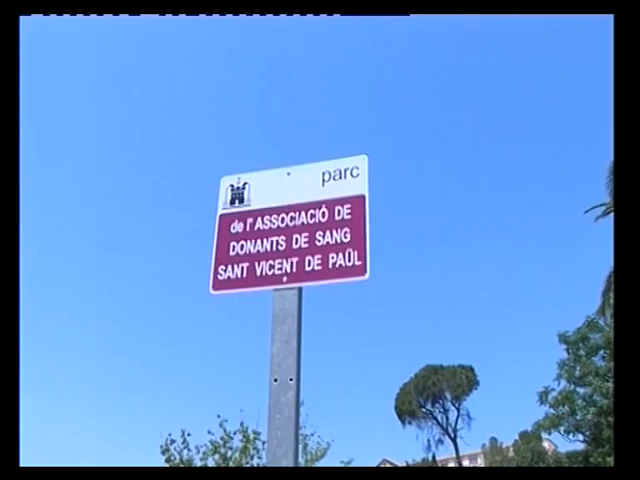 parc
de l'ASSOCIACIÓ DE
DONANTS DE SANG
SANT VICENT DE PAÜL